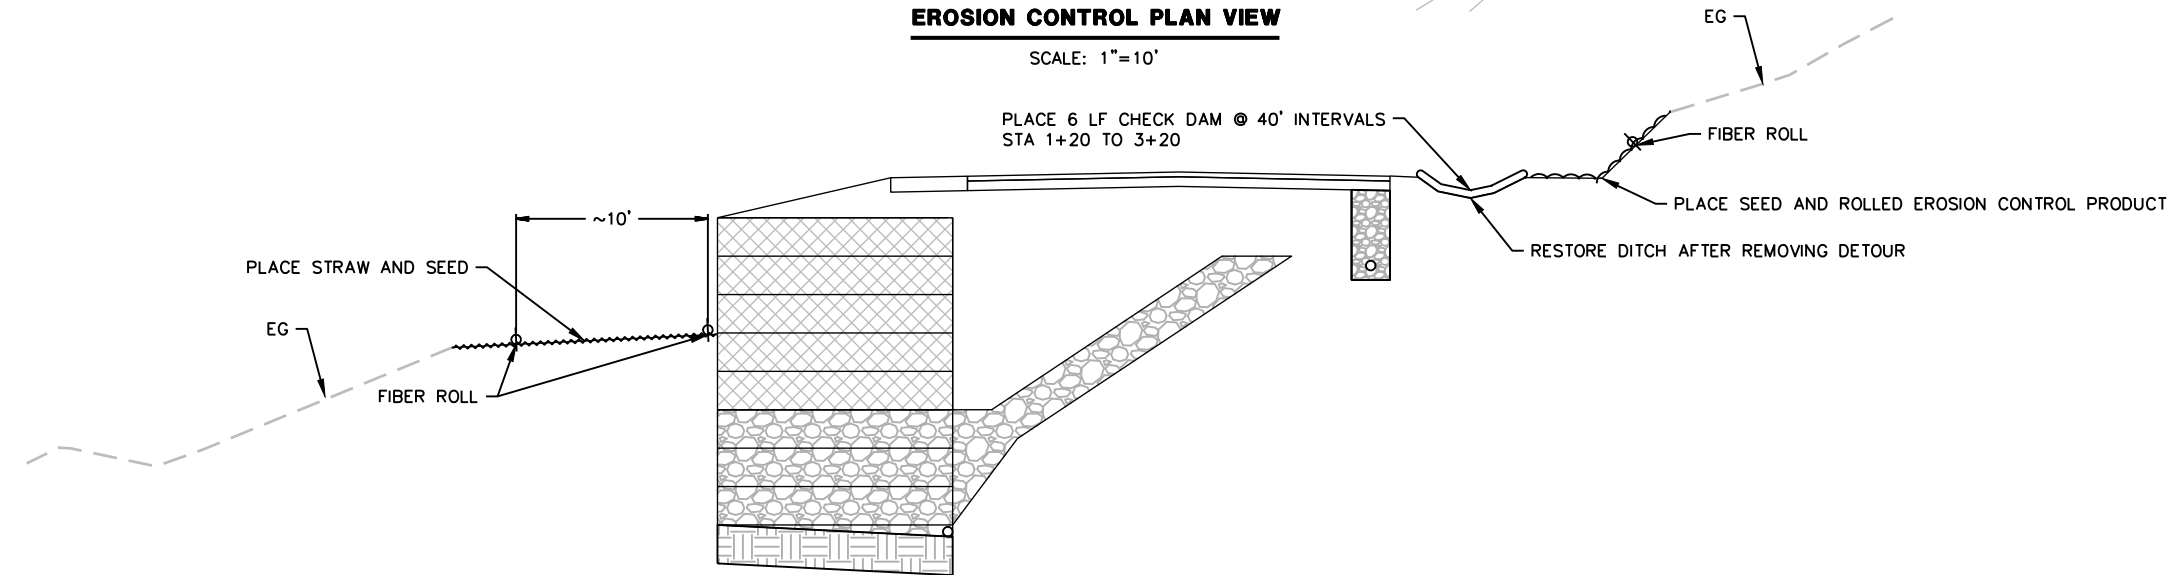 EROSION CONTROL PLAN VIEW
SCALE: 1"=10'
EG
PLACE 6 LF CHECK DAM @ 40' INTERVALS
STA 1+20 TO 3+20
FIBER ROLL
PLACE SEED AND ROLLED EROSION CONTROL PRODUCT
~10'
RESTORE DITCH AFTER REMOVING DETOUR
PLACE STRAW AND SEED
EG
FIBER ROLL